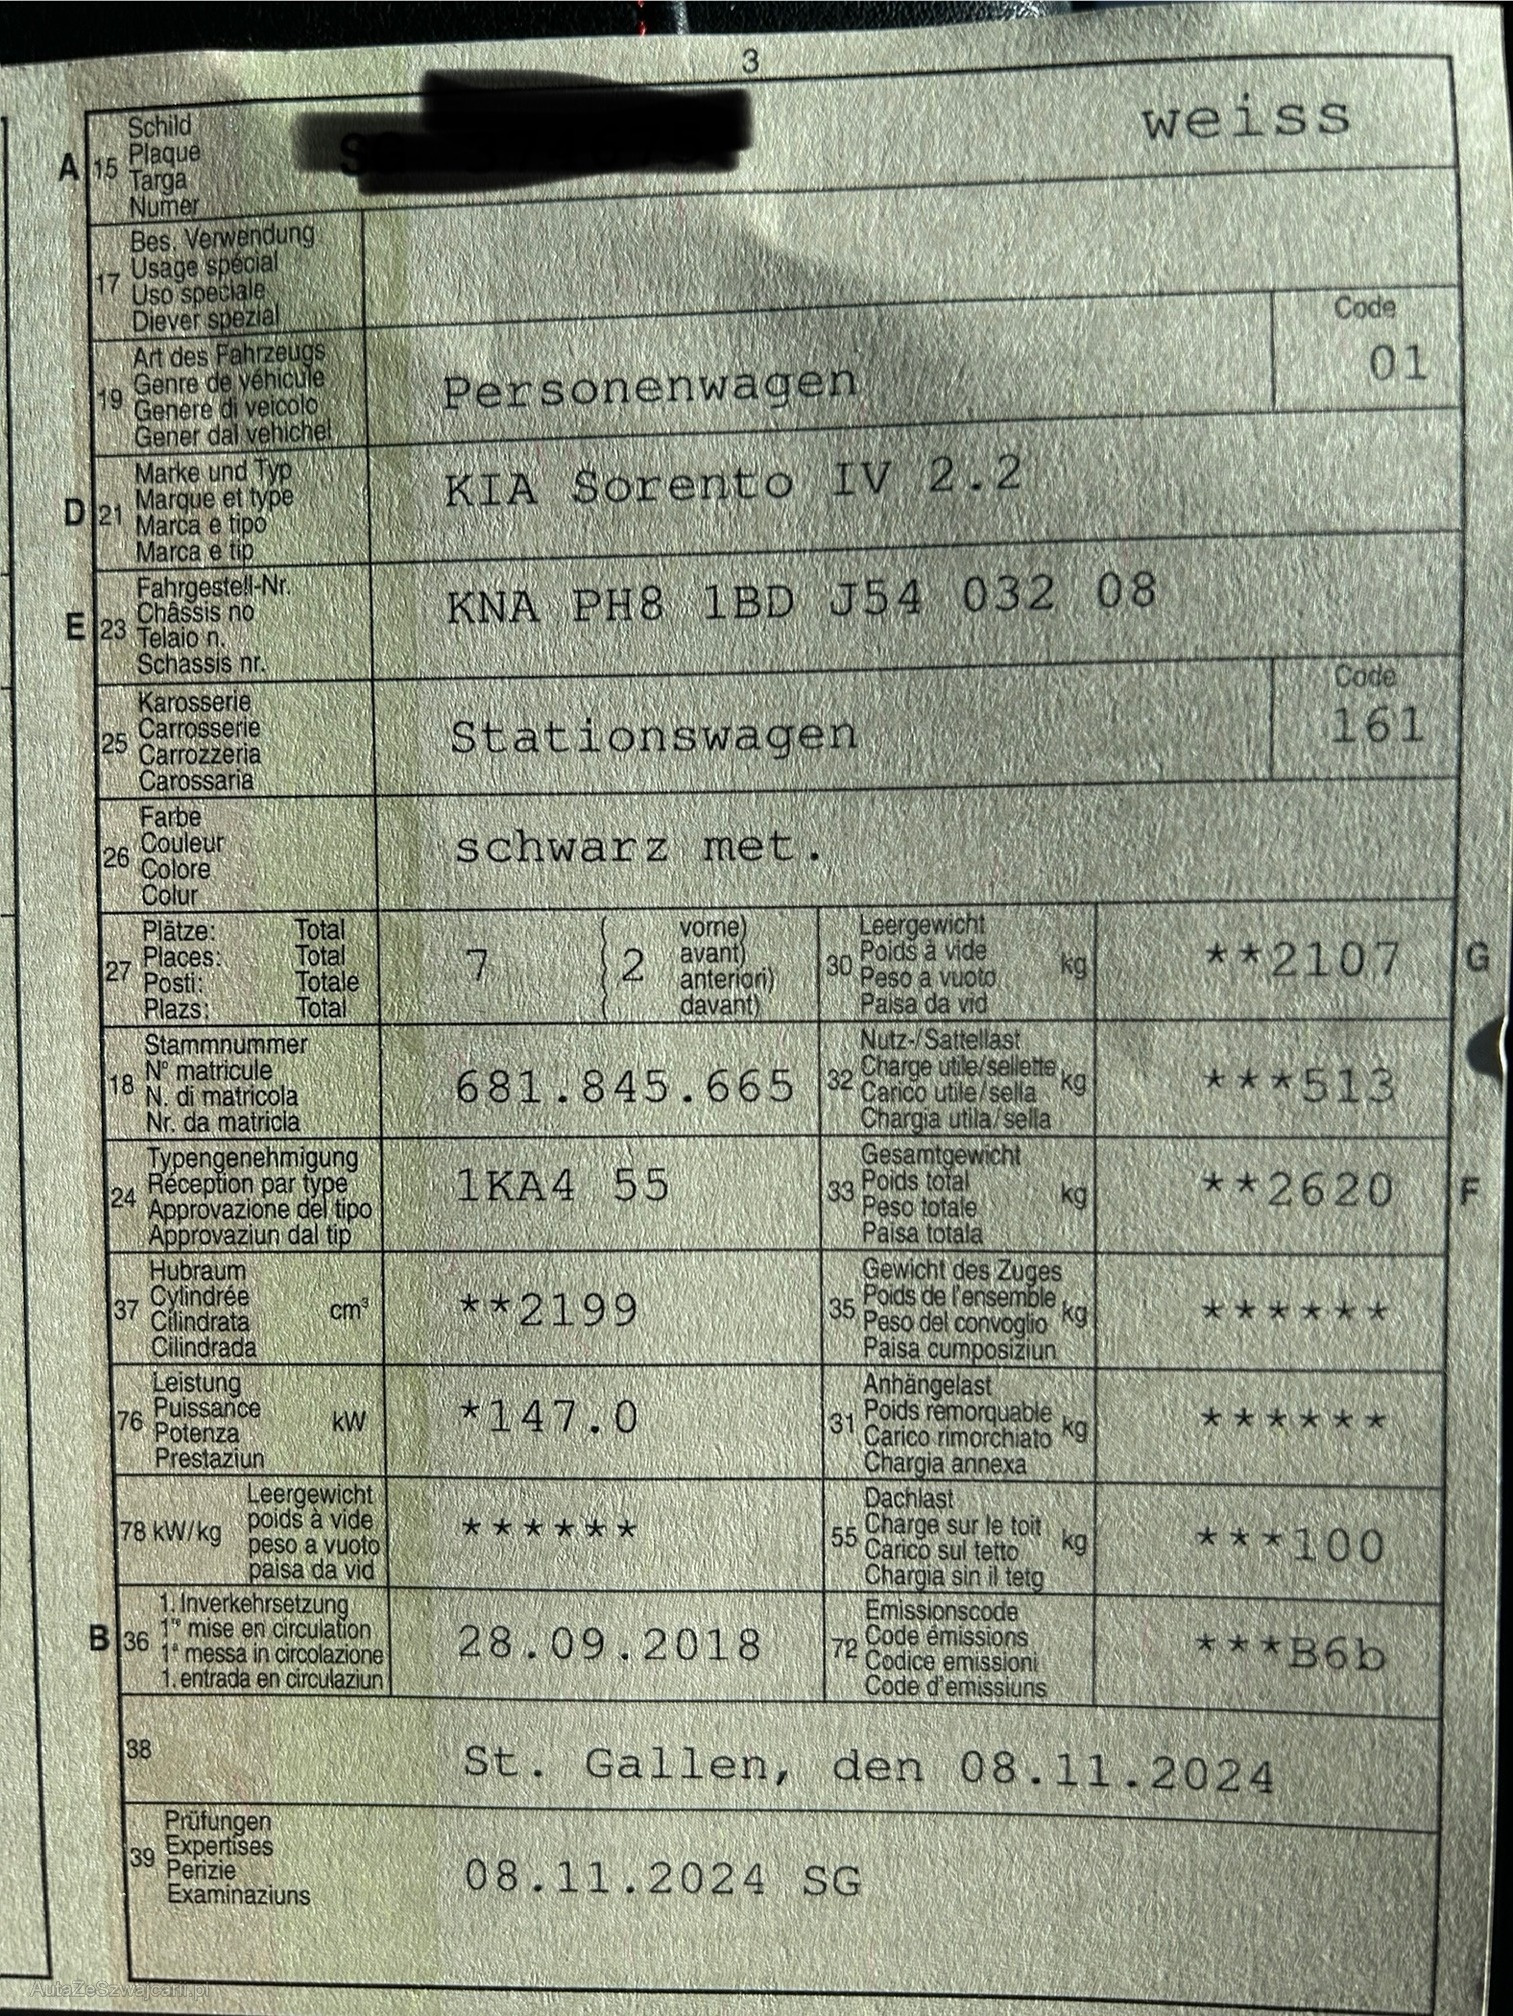 3
A 15 Schild
Plaque
Targa
Numer
weiss
17 Bes. Verwendung
Usage spécial
Uso speciale
Diever spezial
19 Art des Fahrzeugs
Genre de véhicule
Genere di veicolo
Gener dal vehichel
Personenwagen
Code
01
D 21 Marke und Typ
Marque et type
Marca e tipo
Marca e tip
KIA Sorento IV 2.2
E 23 Fahrgestell-Nr.
Châssis no
Telaio n.
Schassis nr.
KNA PH8 1BD J54 032 08
25 Karosserie
Carrosserie
Carrozzeria
Carossaria
Stationswagen
Code
161
26 Farbe
Couleur
Colore
Colur
schwarz met.
27 Plätze: Total
Places: Total
Posti: Totale
Plazs: Total
7
( 2 vorne)
( avant)
( anteriori)
( davant)
30 Leergewicht
Poids à vide
Peso a vuoto
Paisa da vid
kg
**2107 G
18 Stammnummer
N° matricule
N. di matricola
Nr. da matricla
681.845.665
32 Nutz-/Sattellast
Charge utile/sellette
Carico utile/sella
Chargia utila/sella
kg
***513
24 Typengenehmigung
Réception par type
Approvazione del tipo
Approvaziun dal tip
1KA4 55
33 Gesamtgewicht
Poids total
Peso totale
Paisa totala
kg
**2620 F
37 Hubraum
Cylindrée
Cilindrata
Cilindrada
cm³
**2199
35 Gewicht des Zuges
Poids de l'ensemble
Peso del convoglio
Paisa cumposiziun
kg
******
76 Leistung
Puissance
Potenza
Prestaziun
kW
*147.0
31 Anhängelast
Poids remorquable
Carico rimorchiato
Chargia annexa
kg
******
78 kW/kg Leergewicht
poids à vide
peso a vuoto
paisa da vid
******
55 Dachlast
Charge sur le toit
Carico sul tetto
Chargia sin il tetg
kg
***100
B 36 1. Inverkehrsetzung
1re mise en circulation
1a messa in circolazione
1. entrada en circulaziun
28.09.2018
72 Emissionscode
Code émissions
Codice emissioni
Code d'emissiuns
***B6b
38
St. Gallen, den 08.11.2024
39 Prüfungen
Expertises
Perizie
Examinaziuns
08.11.2024 SG
AutaZeSzwajcarii.pl